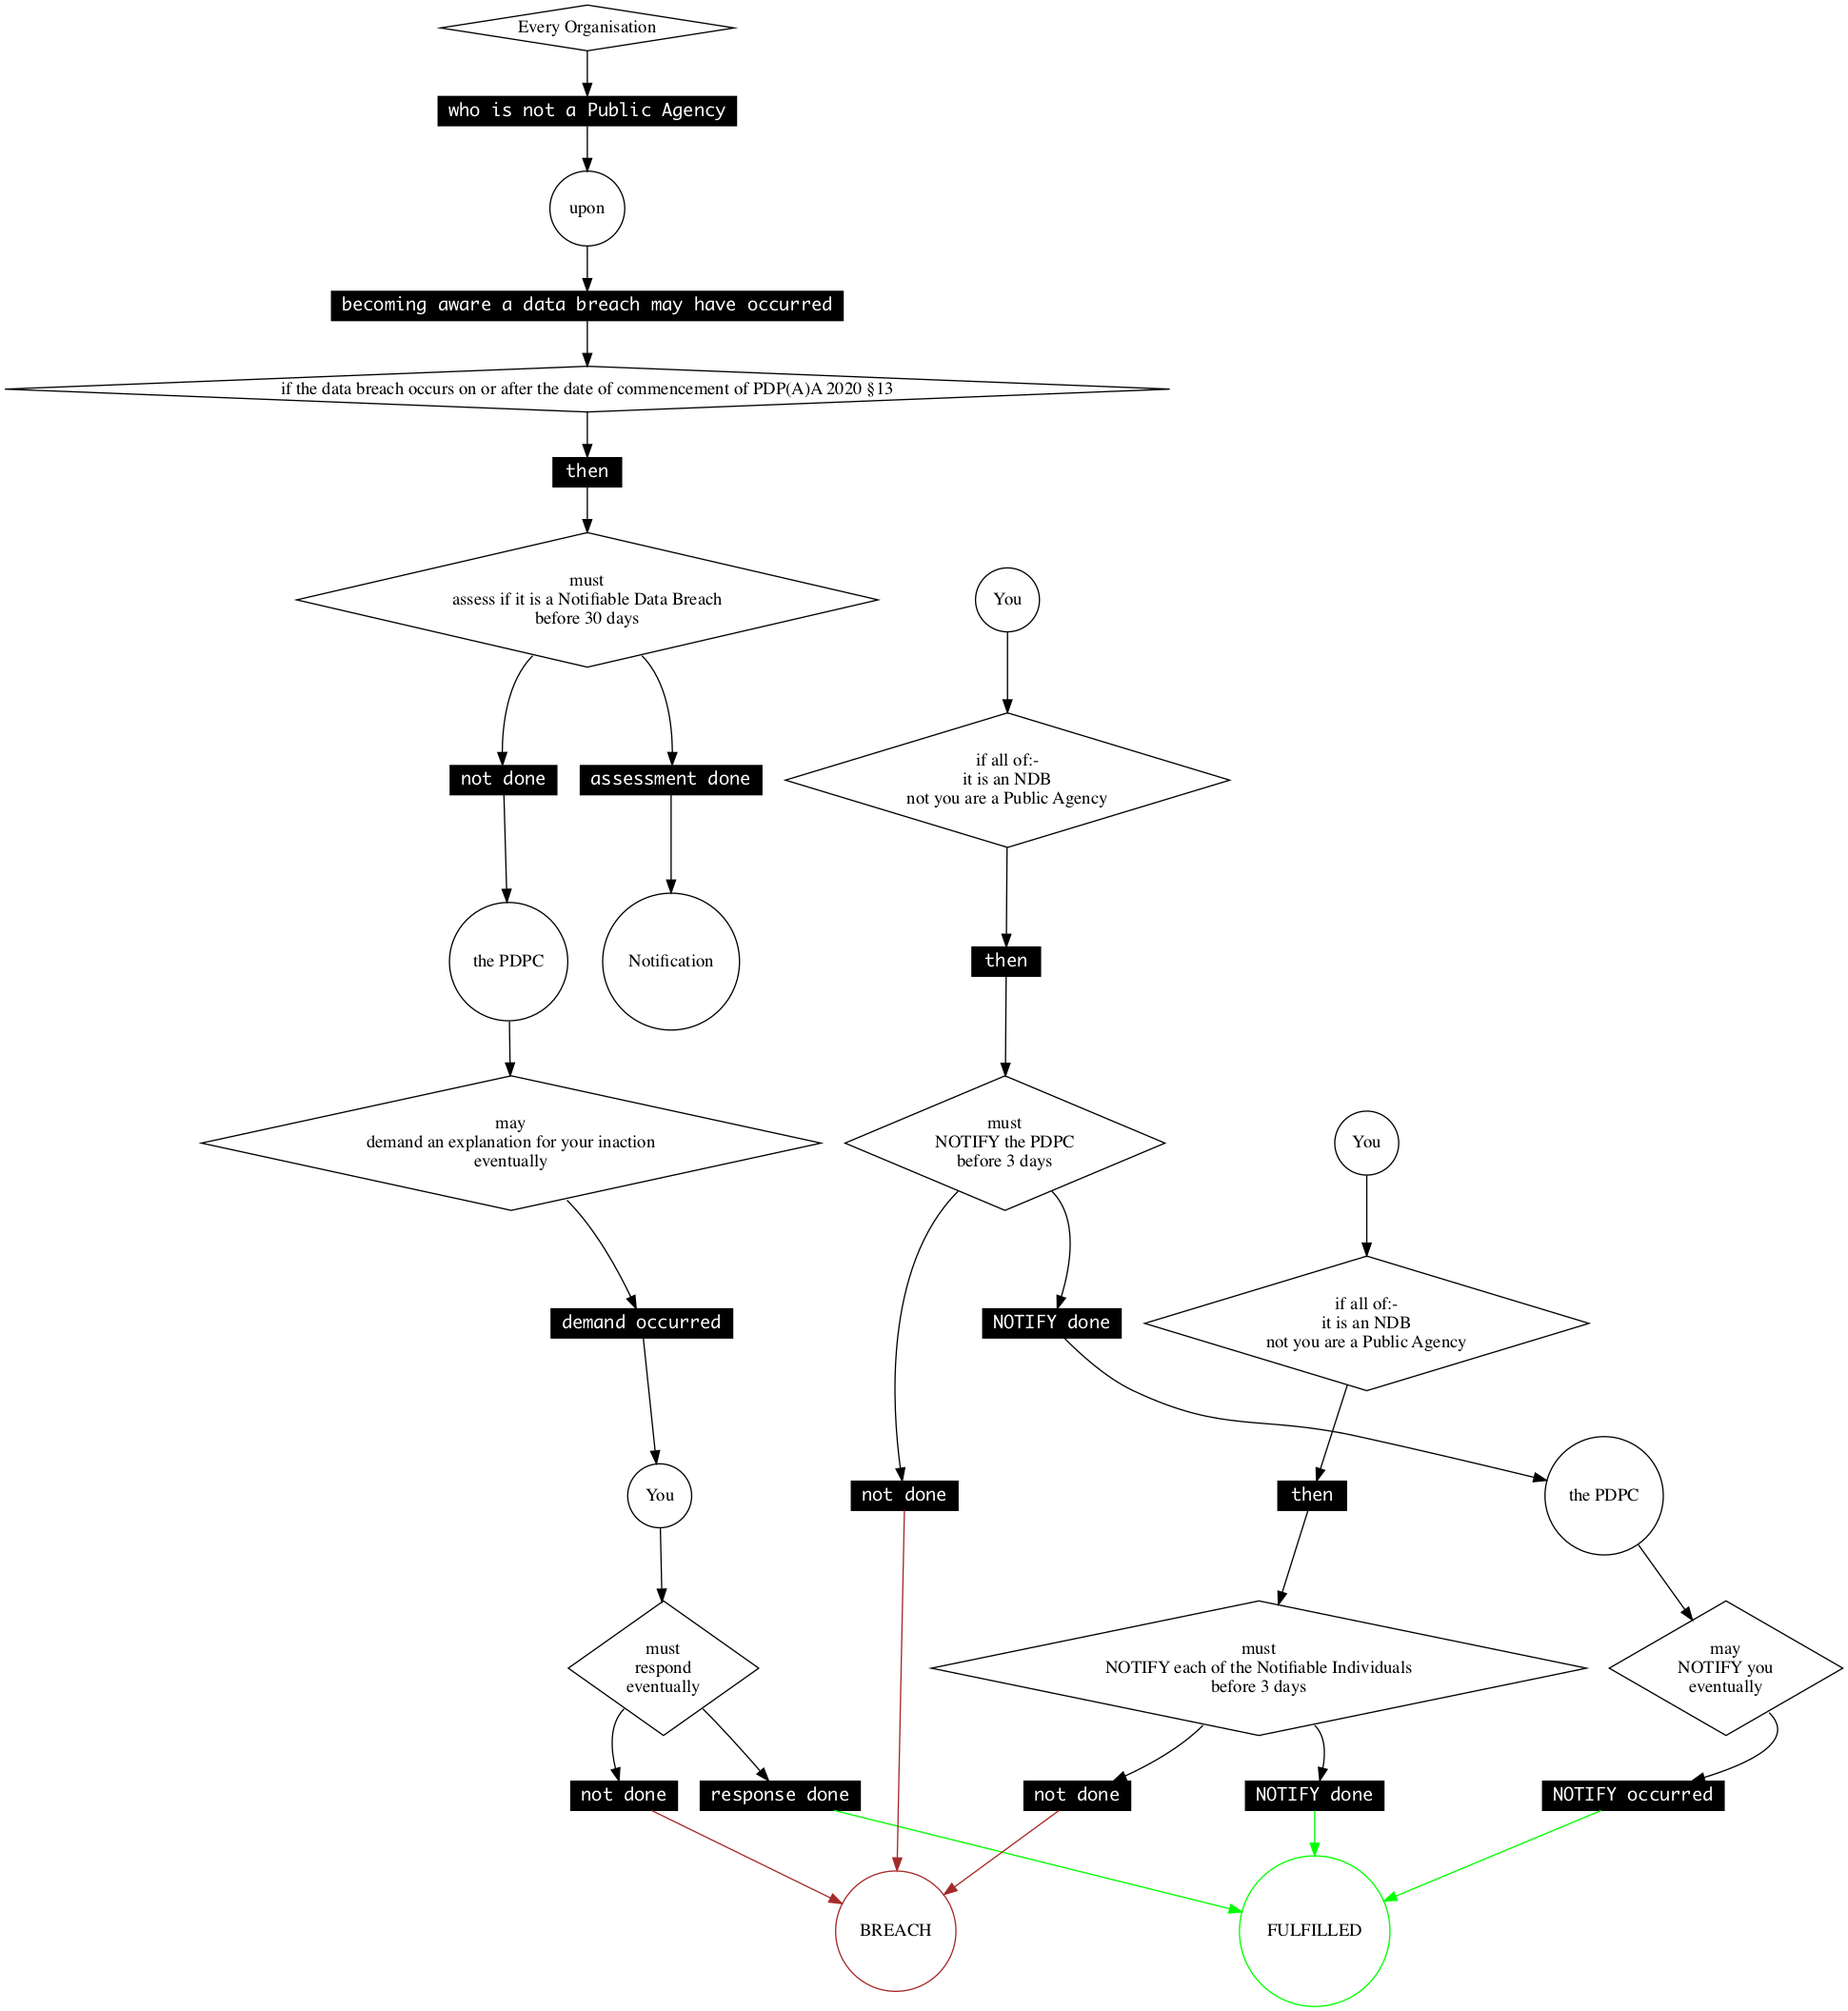 Every Organisation
who is not a Public Agency
upon
becoming aware a data breach may have occurred
if the data breach occurs on or after the date of commencement of PDP(A)A 2020 §13
then
must
assess if it is a Notifiable Data Breach
before 30 days
You
not done
assessment done
if all of:-
it is an NDB
not you are a Public Agency
the PDPC
Notification
then
may
demand an explanation for your inaction
eventually
must
NOTIFY the PDPC
before 3 days
You
demand occurred
NOTIFY done
if all of:-
it is an NDB
not you are a Public Agency
You
not done
then
the PDPC
must
respond
eventually
must
NOTIFY each of the Notifiable Individuals
before 3 days
may
NOTIFY you
eventually
not done
response done
not done
NOTIFY done
NOTIFY occurred
BREACH
FULFILLED